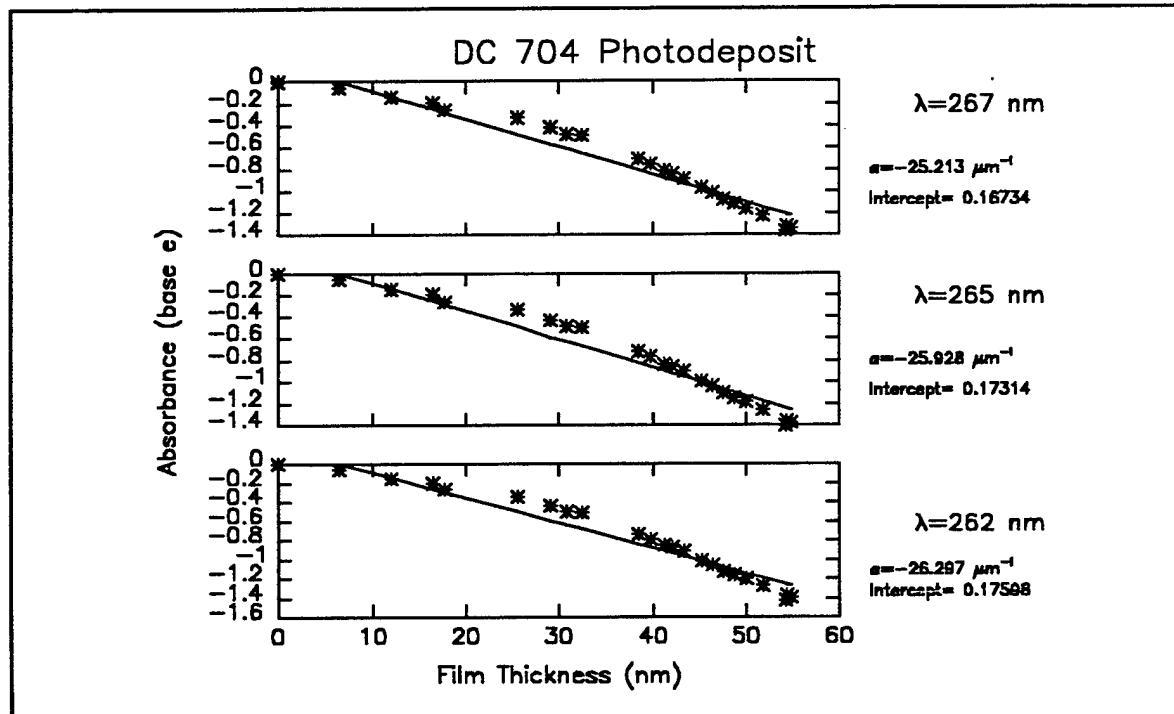 DC 704 Photodeposit
Absorbance (base e)
0
-0.2
-0.4
-0.6
-0.8
-1
-1.2
-1.4
λ=267 nm
α=-25.213 μm⁻¹
Intercept= 0.16734
0
-0.2
-0.4
-0.6
-0.8
-1
-1.2
-1.4
λ=265 nm
α=-25.928 μm⁻¹
Intercept= 0.17314
0
-0.2
-0.4
-0.6
-0.8
-1
-1.2
-1.4
-1.6
λ=262 nm
α=-26.297 μm⁻¹
Intercept= 0.17598
0 10 20 30 40 50 60
Film Thickness (nm)